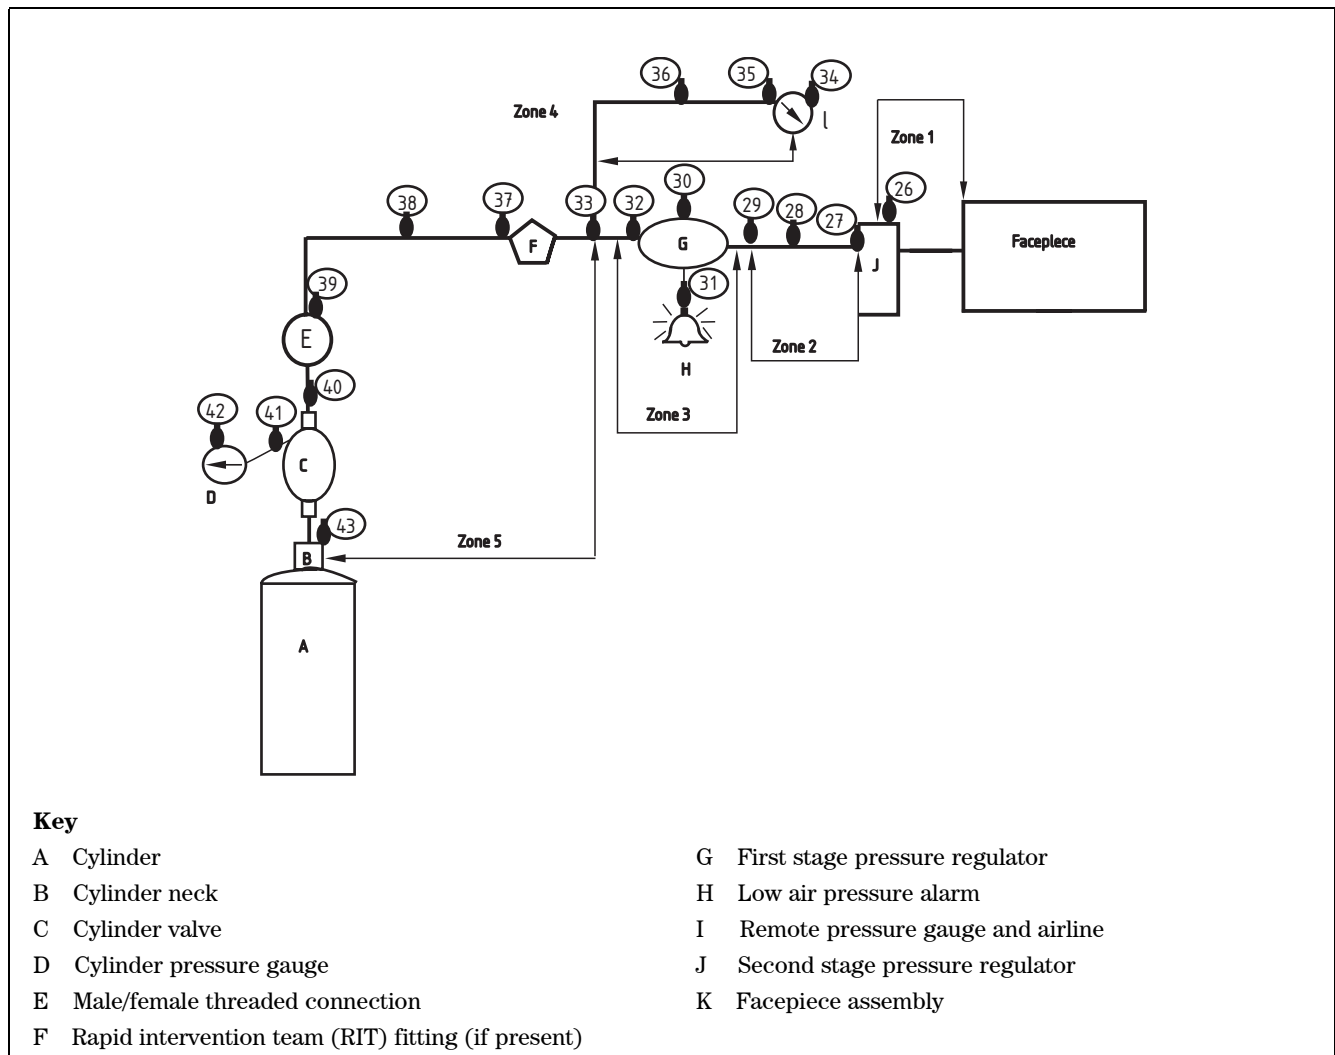 36
35
34
Zone 4
l
Zone 1
30
26
38
37
33
32
29
28
27
F
G
J
Facepiece
39
31
E
Zone 2
H
40
42
41
Zone 3
C
D
43
Zone 5
B
A
Key
A Cylinder
B Cylinder neck
C Cylinder valve
D Cylinder pressure gauge
E Male/female threaded connection
F Rapid intervention team (RIT) fitting (if present)
G First stage pressure regulator
H Low air pressure alarm
I Remote pressure gauge and airline
J Second stage pressure regulator
K Facepiece assembly